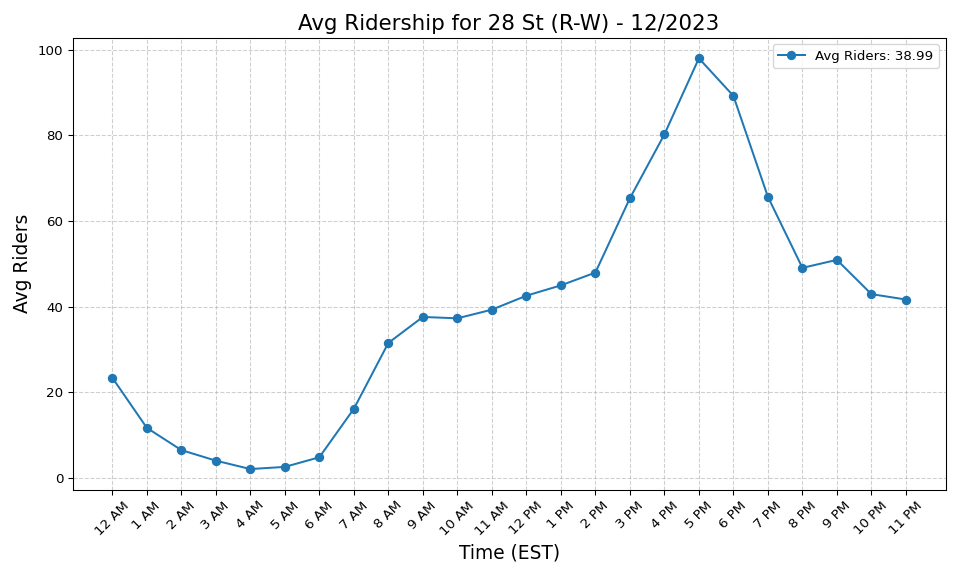 Avg Ridership for 28 St (R-W) - 12/2023
Avg Riders: 38.99
Avg Riders
100
80
60
40
20
0
12 AM
1 AM
2 AM
3 AM
4 AM
5 AM
6 AM
7 AM
8 AM
9 AM
10 AM
11 AM
12 PM
1 PM
2 PM
3 PM
4 PM
5 PM
6 PM
7 PM
8 PM
9 PM
10 PM
11 PM
Time (EST)